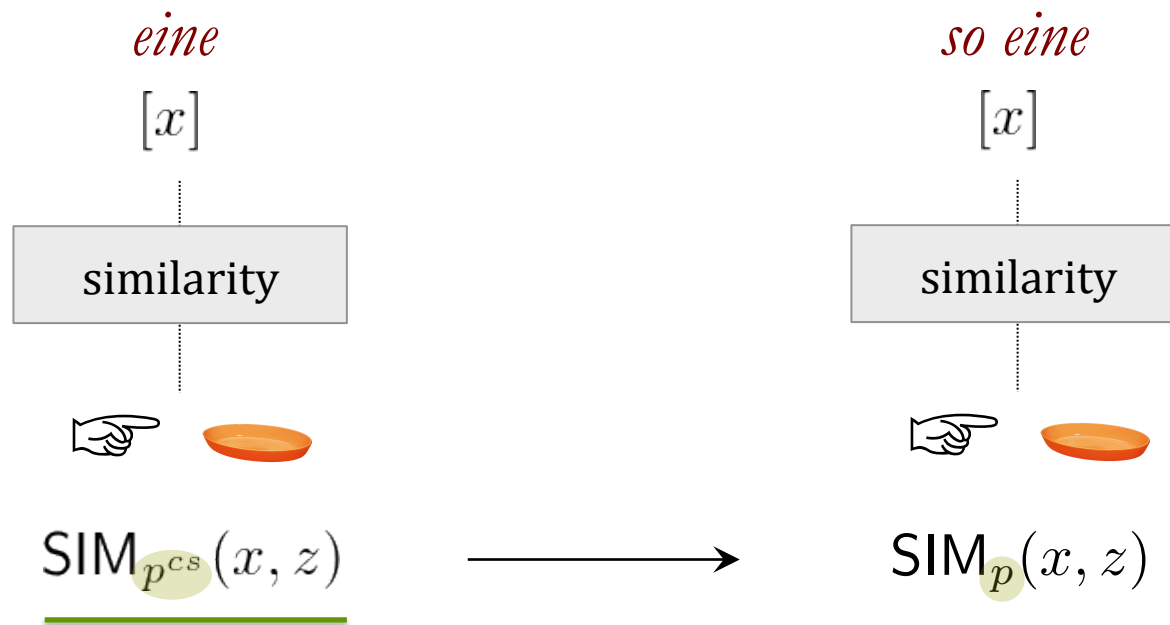 eine
so eine
[x]
[x]
similarity
similarity
SIM_{p^{cs}}(x, z)
SIM_p(x, z)